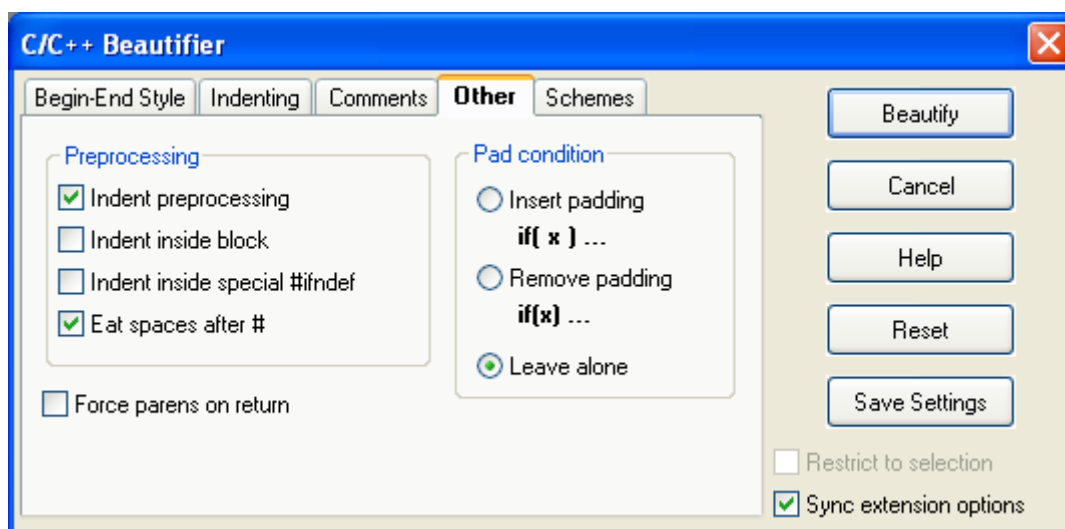 C/C++ Beautifier
Begin-End Style Indenting Comments Other Schemes
Preprocessing
Indent preprocessing
Indent inside block
Indent inside special #ifndef
Eat spaces after #
Force parens on return
Pad condition
Insert padding
if( x ) ...
Remove padding
if(x) ...
Leave alone
Beautify
Cancel
Help
Reset
Save Settings
Restrict to selection
Sync extension options